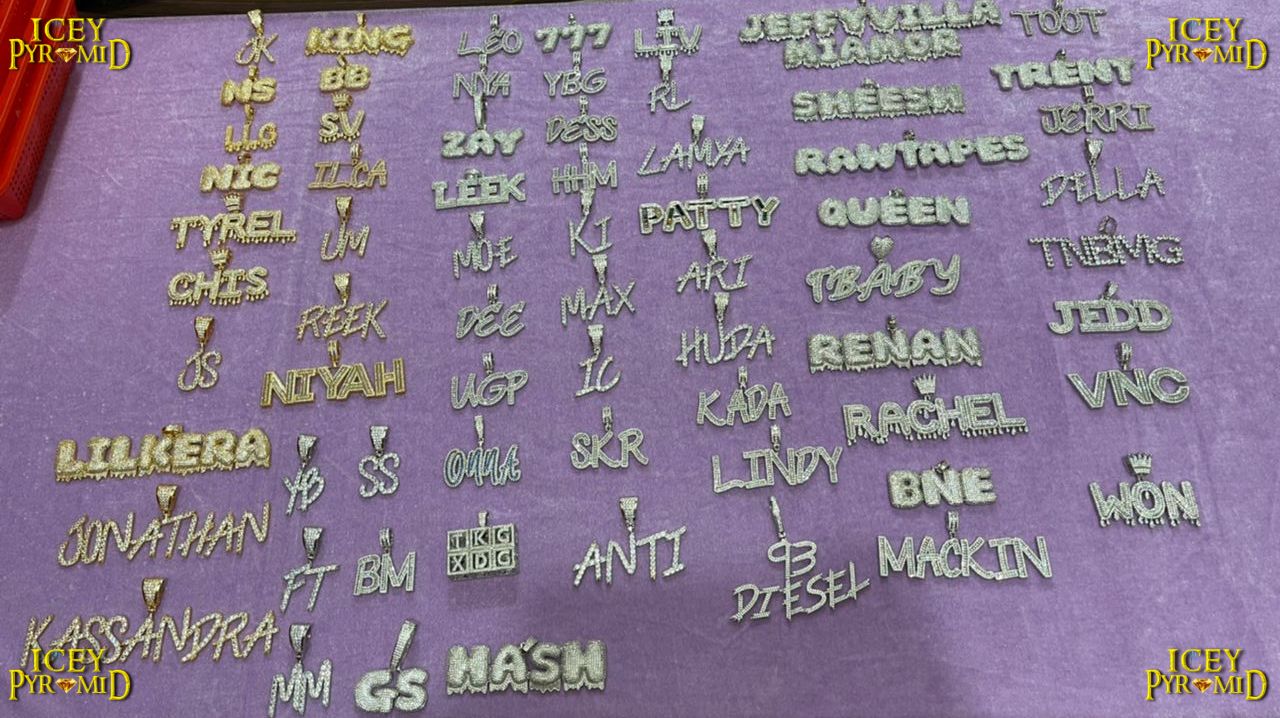 ICEY
PYRAMID
JK
KING
LEO
777
LIV
JEFFYVILLA
MIAMOR
TOOT
ICEY
PYRAMID
NS
BB
NYA
YBG
RL
SHEESH
TRENT
LLG
SV
ZAY
DESS
LAMYA
RAWTAPES
JERRI
NIC
ILCA
LEEK
HHM
PATTY
QUEEN
DELLA
TYREL
UM
MOE
KI
ARI
TBABY
TNBMG
CHIS
REEK
DEE
MAX
HUDA
RENAN
JEDD
JS
NIYAH
UGP
IC
KADA
RACHEL
VNC
LILKERA
YB
SS
SKR
LINDY
BNE
WON
JONATHAN
FT
BM
TKG
XDG
ANTI
93
DIESEL
MACKIN
KASSANDRA
MM
GS
HASH
ICEY
PYRAMID
ICEY
PYRAMID